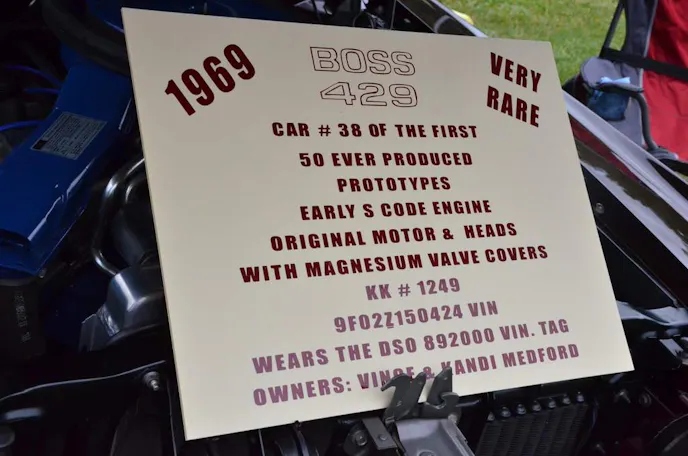 1969
BOSS
429
VERY
RARE
CAR # 38 OF THE FIRST
50 EVER PRODUCED
PROTOTYPES
EARLY S CODE ENGINE
ORIGINAL MOTOR & HEADS
WITH MAGNESIUM VALVE COVERS
KK # 1249
9F02Z150424 VIN
WEARS THE DSO 892000 VIN. TAG
OWNERS: VINCE & KANDI MEDFORD